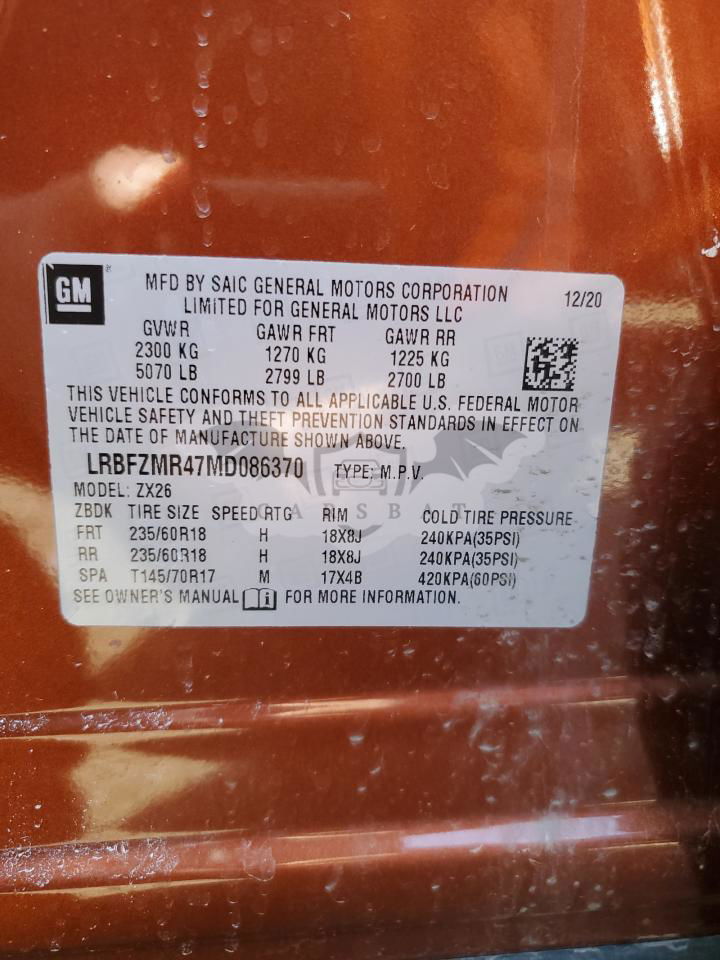 GM
MFD BY SAIC GENERAL MOTORS CORPORATION 12/20
LIMITED FOR GENERAL MOTORS LLC
GVWR GAWR FRT GAWR RR
2300 KG 1270 KG 1225 KG
5070 LB 2799 LB 2700 LB
THIS VEHICLE CONFORMS TO ALL APPLICABLE U.S. FEDERAL MOTOR
VEHICLE SAFETY AND THEFT PREVENTION STANDARDS IN EFFECT ON
THE DATE OF MANUFACTURE SHOWN ABOVE.
LRBFZMR47MD086370 TYPE: M.P.V.
MODEL: ZX26
CARSBAT
ZBDK TIRE SIZE SPEED RTG RIM COLD TIRE PRESSURE
FRT 235/60R18 H 18X8J 240KPA(35PSI)
RR 235/60R18 H 18X8J 240KPA(35PSI)
SPA T145/70R17 M 17X4B 420KPA(60PSI)
SEE OWNER'S MANUAL i FOR MORE INFORMATION.